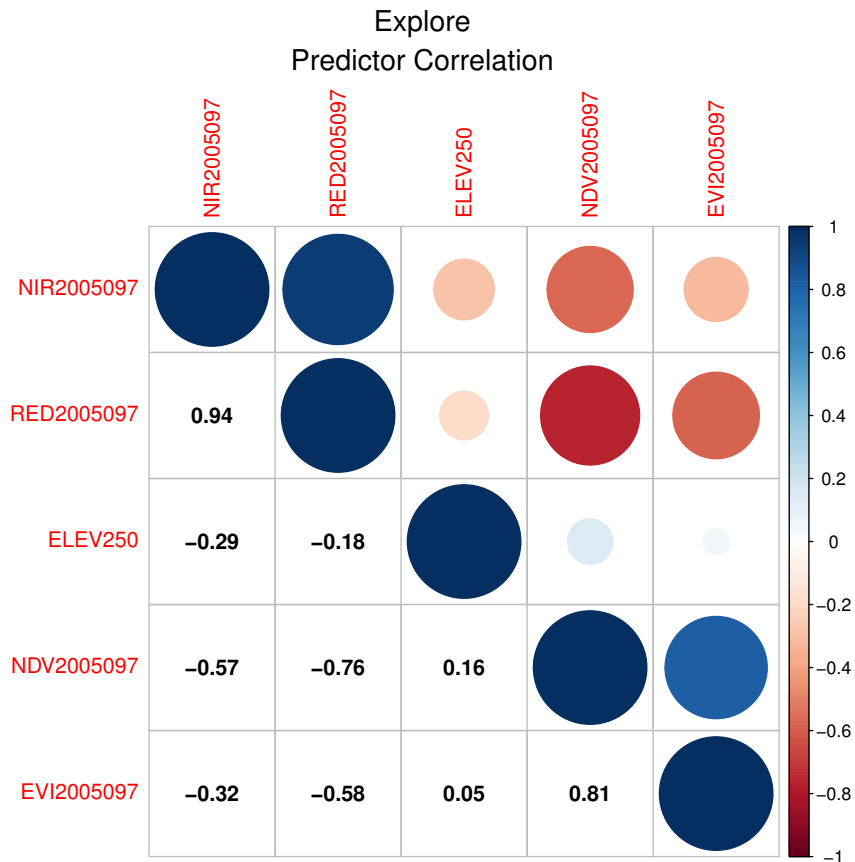 Explore
Predictor Correlation
NIR2005097
RED2005097
ELEV250
NDV2005097
EVI2005097
NIR2005097
RED2005097
0.94
ELEV250
−0.29
−0.18
NDV2005097
−0.57
−0.76
0.16
EVI2005097
−0.32
−0.58
0.05
0.81
1
0.8
0.6
0.4
0.2
0
−0.2
−0.4
−0.6
−0.8
−1